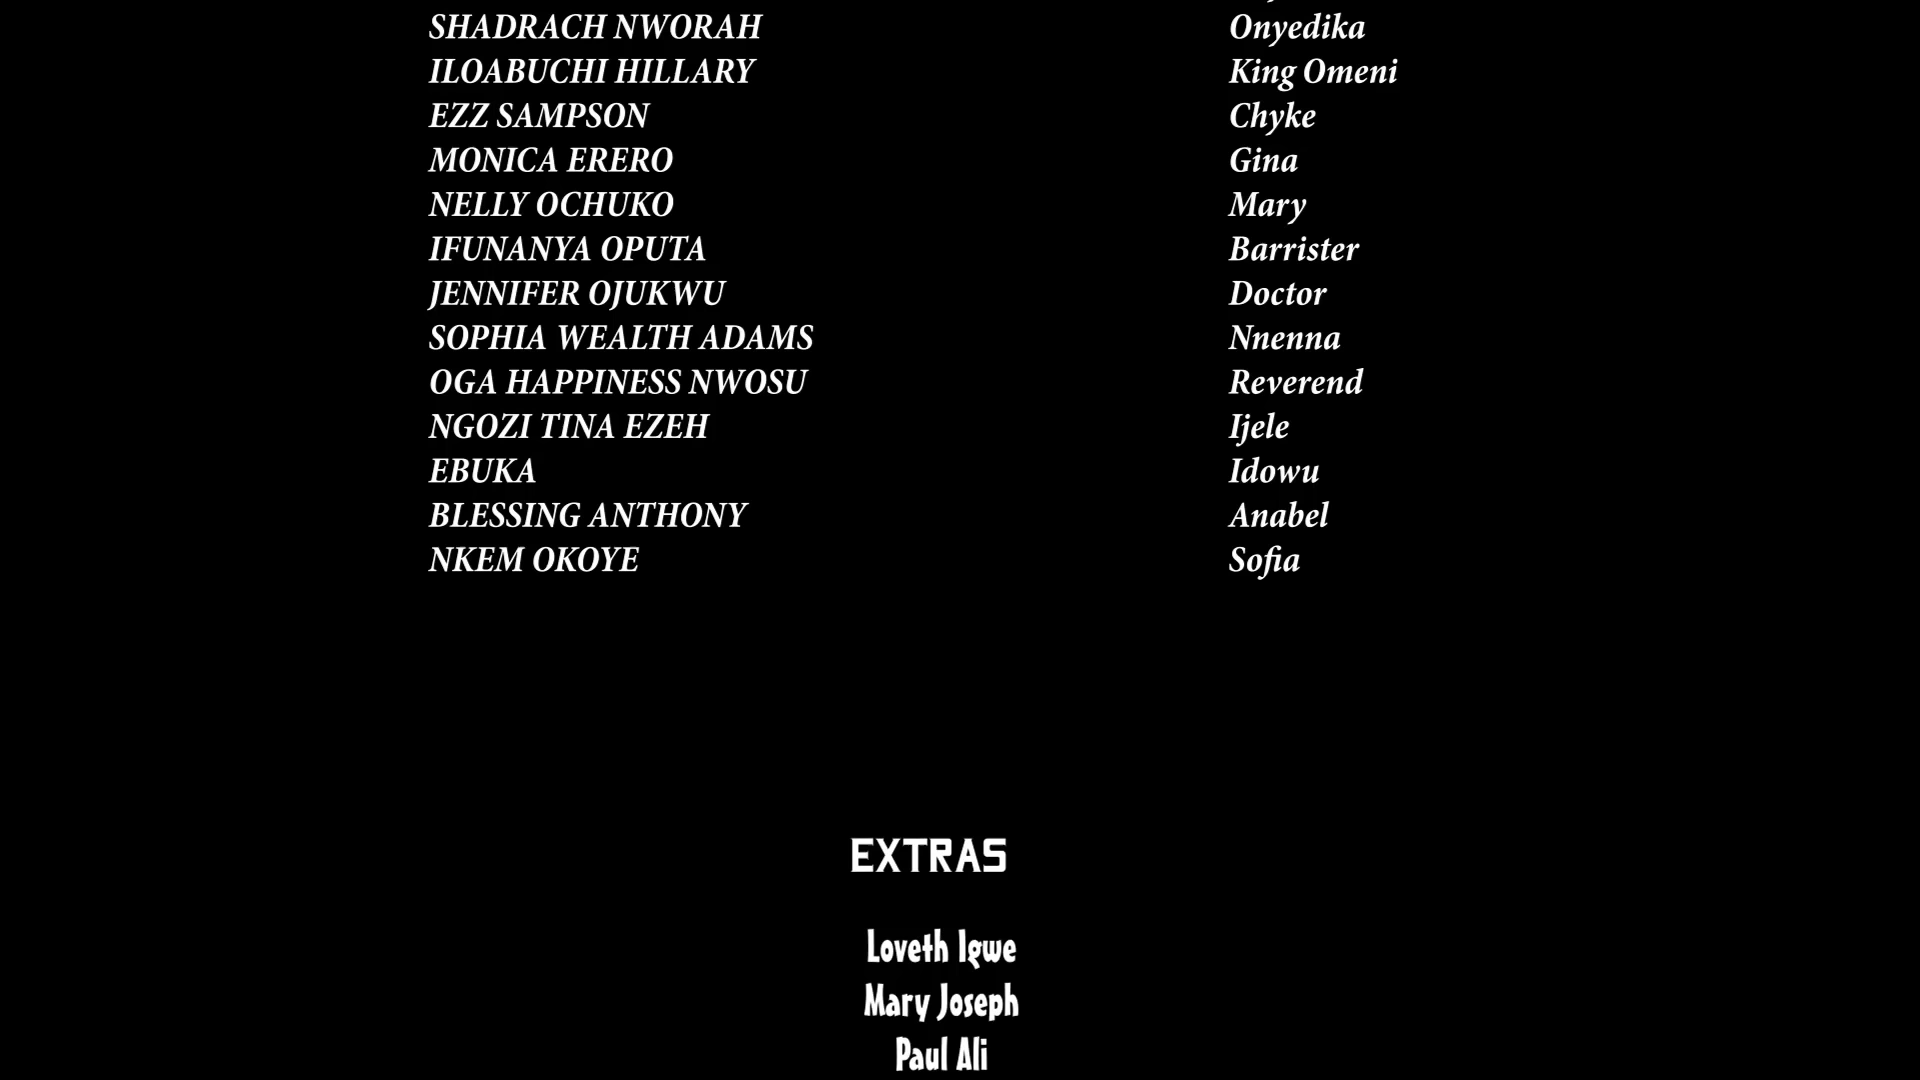 SHADRACH NWORAH Onyedika
ILOABUCHI HILLARY King Omeni
EZZ SAMPSON Chyke
MONICA ERERO Gina
NELLY OCHUKO Mary
IFUNANYA OPUTA Barrister
JENNIFER OJUKWU Doctor
SOPHIA WEALTH ADAMS Nnenna
OGA HAPPINESS NWOSU Reverend
NGOZI TINA EZEH Ijele
EBUKA Idowu
BLESSING ANTHONY Anabel
NKEM OKOYE Sofia
EXTRAS
Loveth Igwe
Mary Joseph
Paul Ali